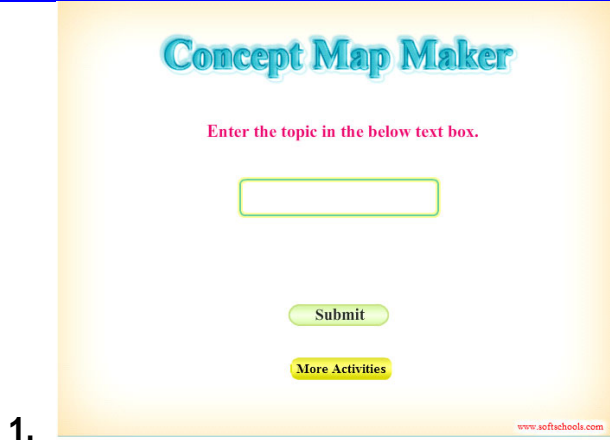 Concept Map Maker
Enter the topic in the below text box.
Submit
More Activities
www.softschools.com
1.